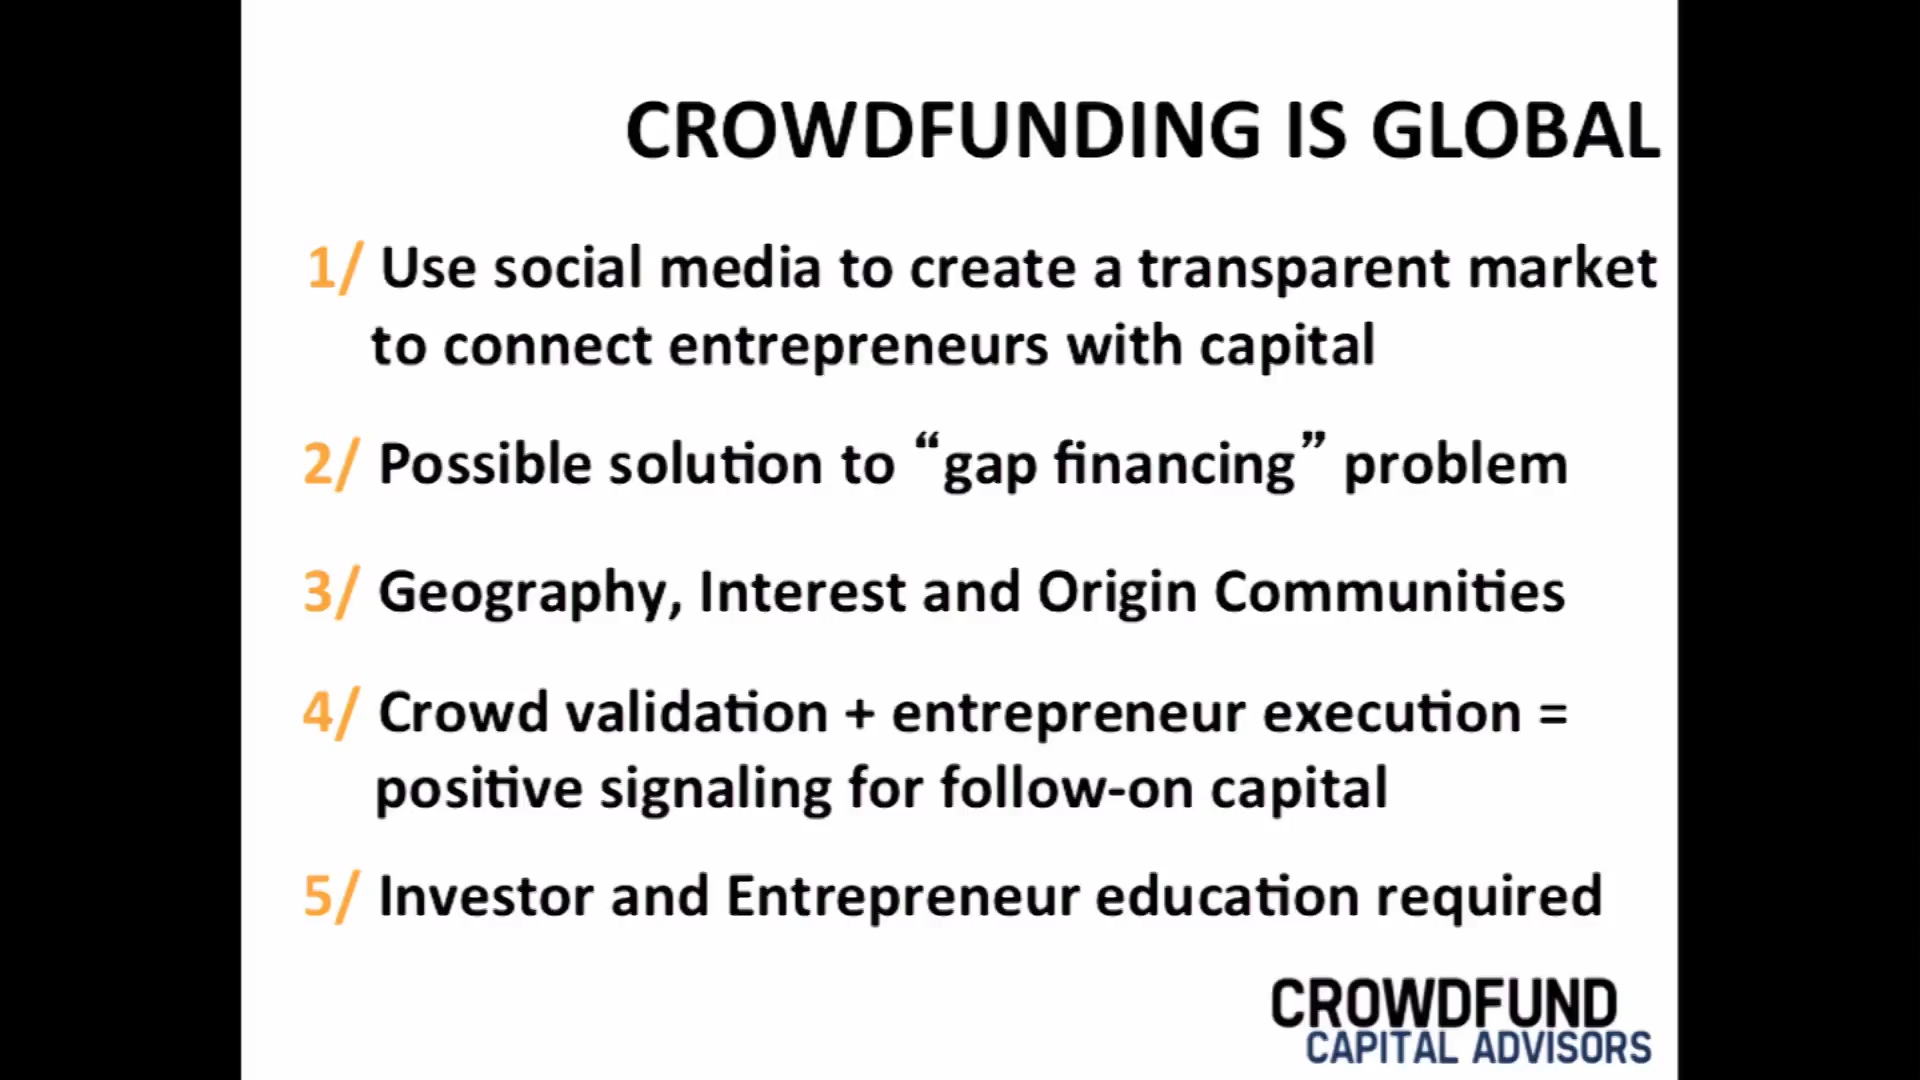 CROWDFUNDING IS GLOBAL
1/ Use social media to create a transparent market
to connect entrepreneurs with capital
2/ Possible solution to “gap financing” problem
3/ Geography, Interest and Origin Communities
4/ Crowd validation + entrepreneur execution =
positive signaling for follow-on capital
5/ Investor and Entrepreneur education required
CROWDFUND
CAPITAL ADVISORS